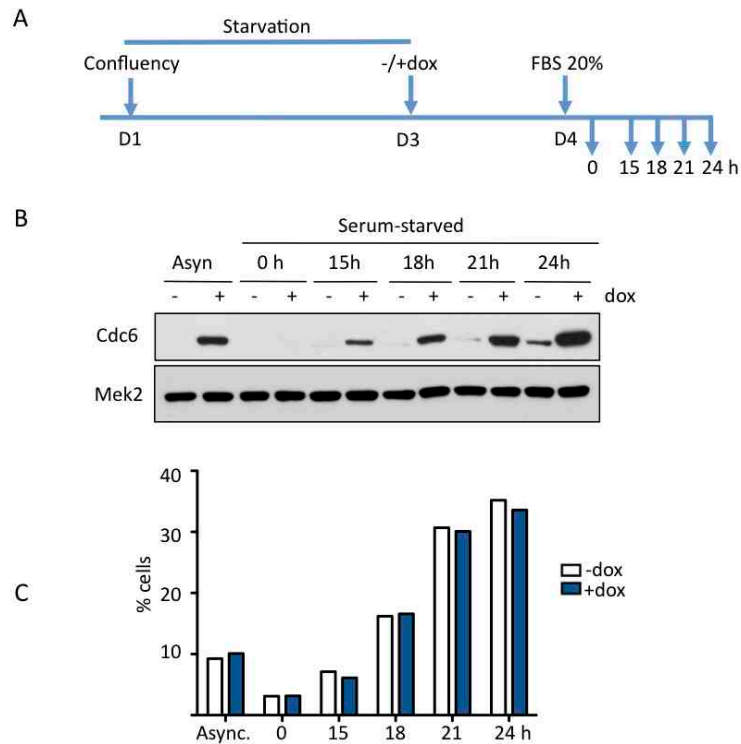 A
Starvation
Confluency -/+dox FBS 20%
D1 D3 D4
0 15 18 21 24 h
B
Serum-starved
Asyn 0 h 15h 18h 21h 24h
- + - + - + - + - + - + dox
Cdc6
Mek2
C
% cells
40
30
20
10
-dox
+dox
Async. 0 15 18 21 24 h